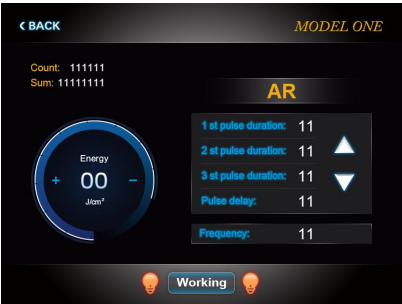 < BACK
MODEL ONE
Count: 111111
Sum: 11111111
AR
1 st pulse duration: 11
2 st pulse duration: 11
3 st pulse duration: 11
Pulse delay: 11
Frequency: 11
Energy
+ 00 -
J/cm²
Working